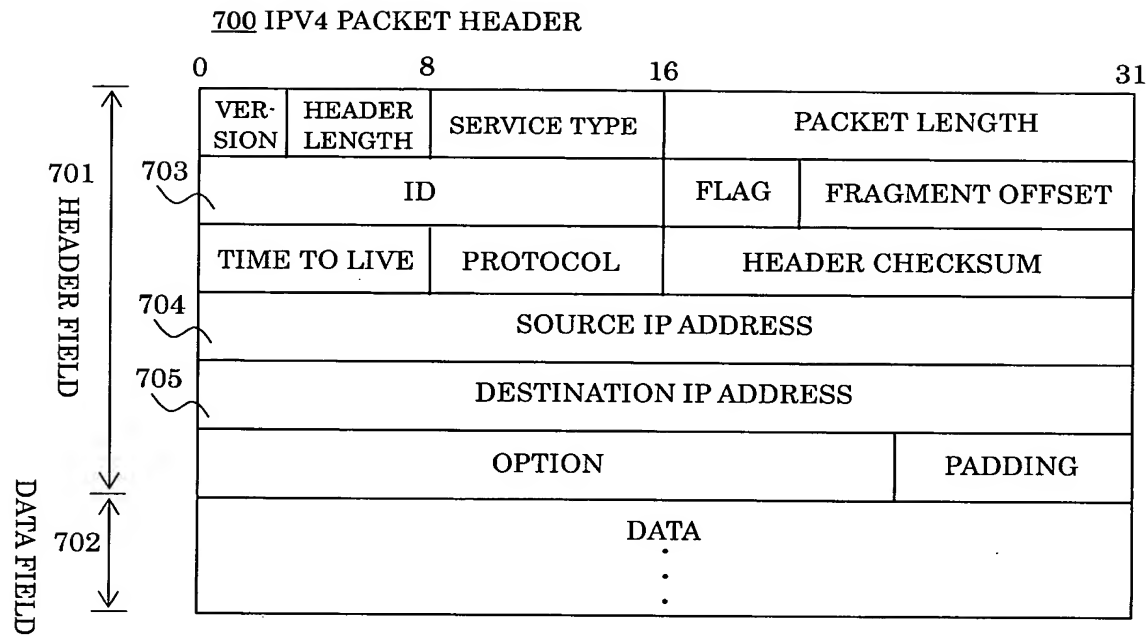 700 IPV4 PACKET HEADER
0 8 16 31
VER-
SION
HEADER
LENGTH
SERVICE TYPE
PACKET LENGTH
701
HEADER FIELD
703
ID
FLAG
FRAGMENT OFFSET
TIME TO LIVE
PROTOCOL
HEADER CHECKSUM
704
SOURCE IP ADDRESS
705
DESTINATION IP ADDRESS
OPTION
PADDING
DATA FIELD
702
DATA